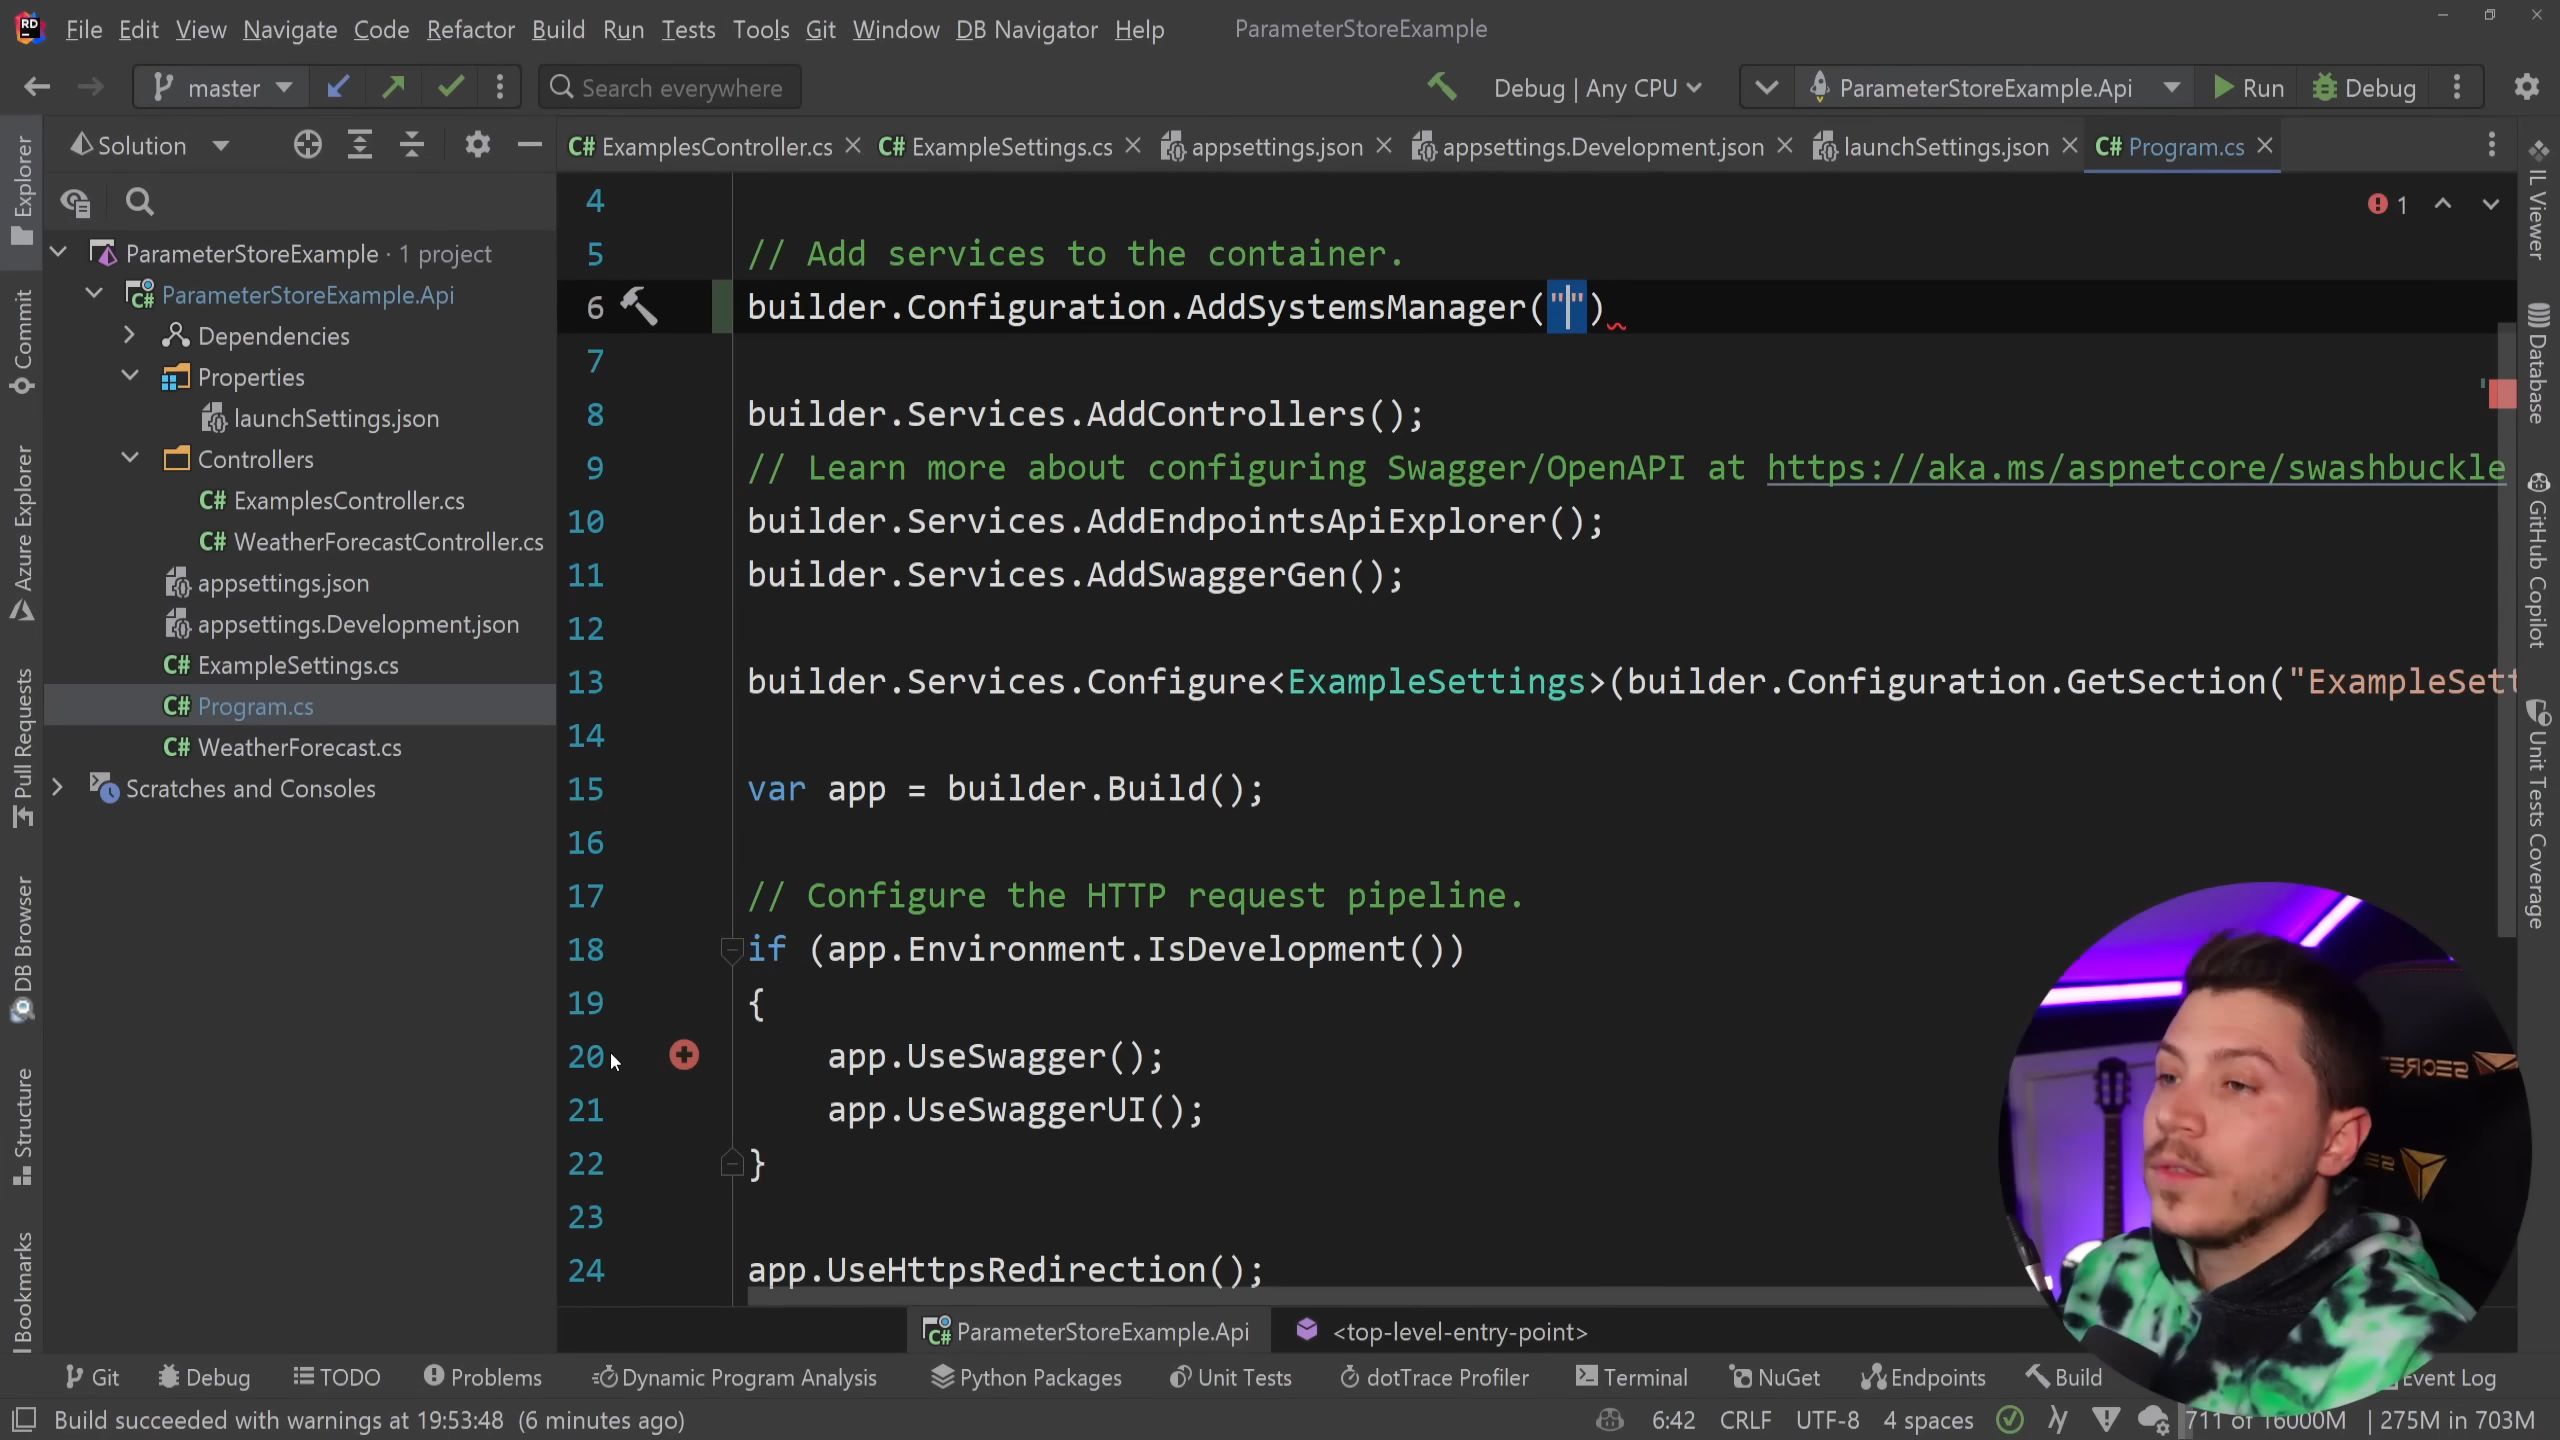 RD File Edit View Navigate Code Refactor Build Run Tests Tools Git Window DB Navigator Help ParameterStoreExample
master Search everywhere Debug | Any CPU ParameterStoreExample.Api Run Debug
Solution
C# ExamplesController.cs C# ExampleSettings.cs appsettings.json appsettings.Development.json launchSettings.json C# Program.cs
ParameterStoreExample · 1 project
C# ParameterStoreExample.Api
Dependencies
Properties
launchSettings.json
Controllers
C# ExamplesController.cs
C# WeatherForecastController.cs
appsettings.json
appsettings.Development.json
C# ExampleSettings.cs
C# Program.cs
C# WeatherForecast.cs
Scratches and Consoles
Explorer
Commit
Azure Explorer
Pull Requests
DB Browser
Structure
Bookmarks
1
4
5 // Add services to the container.
6 builder.Configuration.AddSystemsManager("")
7
8 builder.Services.AddControllers();
9 // Learn more about configuring Swagger/OpenAPI at https://aka.ms/aspnetcore/swashbuckle
10 builder.Services.AddEndpointsApiExplorer();
11 builder.Services.AddSwaggerGen();
12
13 builder.Services.Configure<ExampleSettings>(builder.Configuration.GetSection("ExampleSett
14
15 var app = builder.Build();
16
17 // Configure the HTTP request pipeline.
18 if (app.Environment.IsDevelopment())
19 {
20 app.UseSwagger();
21 app.UseSwaggerUI();
22 }
23
24 app.UseHttpsRedirection();
IL Viewer
Database
GitHub Copilot
Unit Tests Coverage
C# ParameterStoreExample.Api <top-level-entry-point>
Git Debug TODO Problems Dynamic Program Analysis Python Packages Unit Tests dotTrace Profiler Terminal NuGet Endpoints Build Event Log
Build succeeded with warnings at 19:53:48 (6 minutes ago) 6:42 CRLF UTF-8 4 spaces 711 of 16000M | 275M in 703M